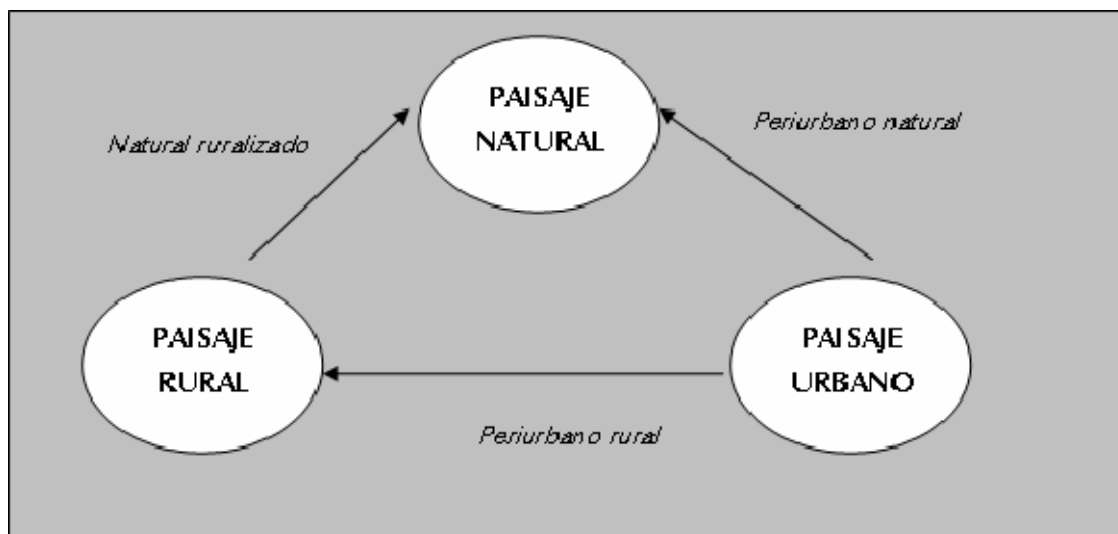 PAISAJE
NATURAL
Periurbano natural
Natural ruralizado
PAISAJE
RURAL
PAISAJE
URBANO
Periurbano rural